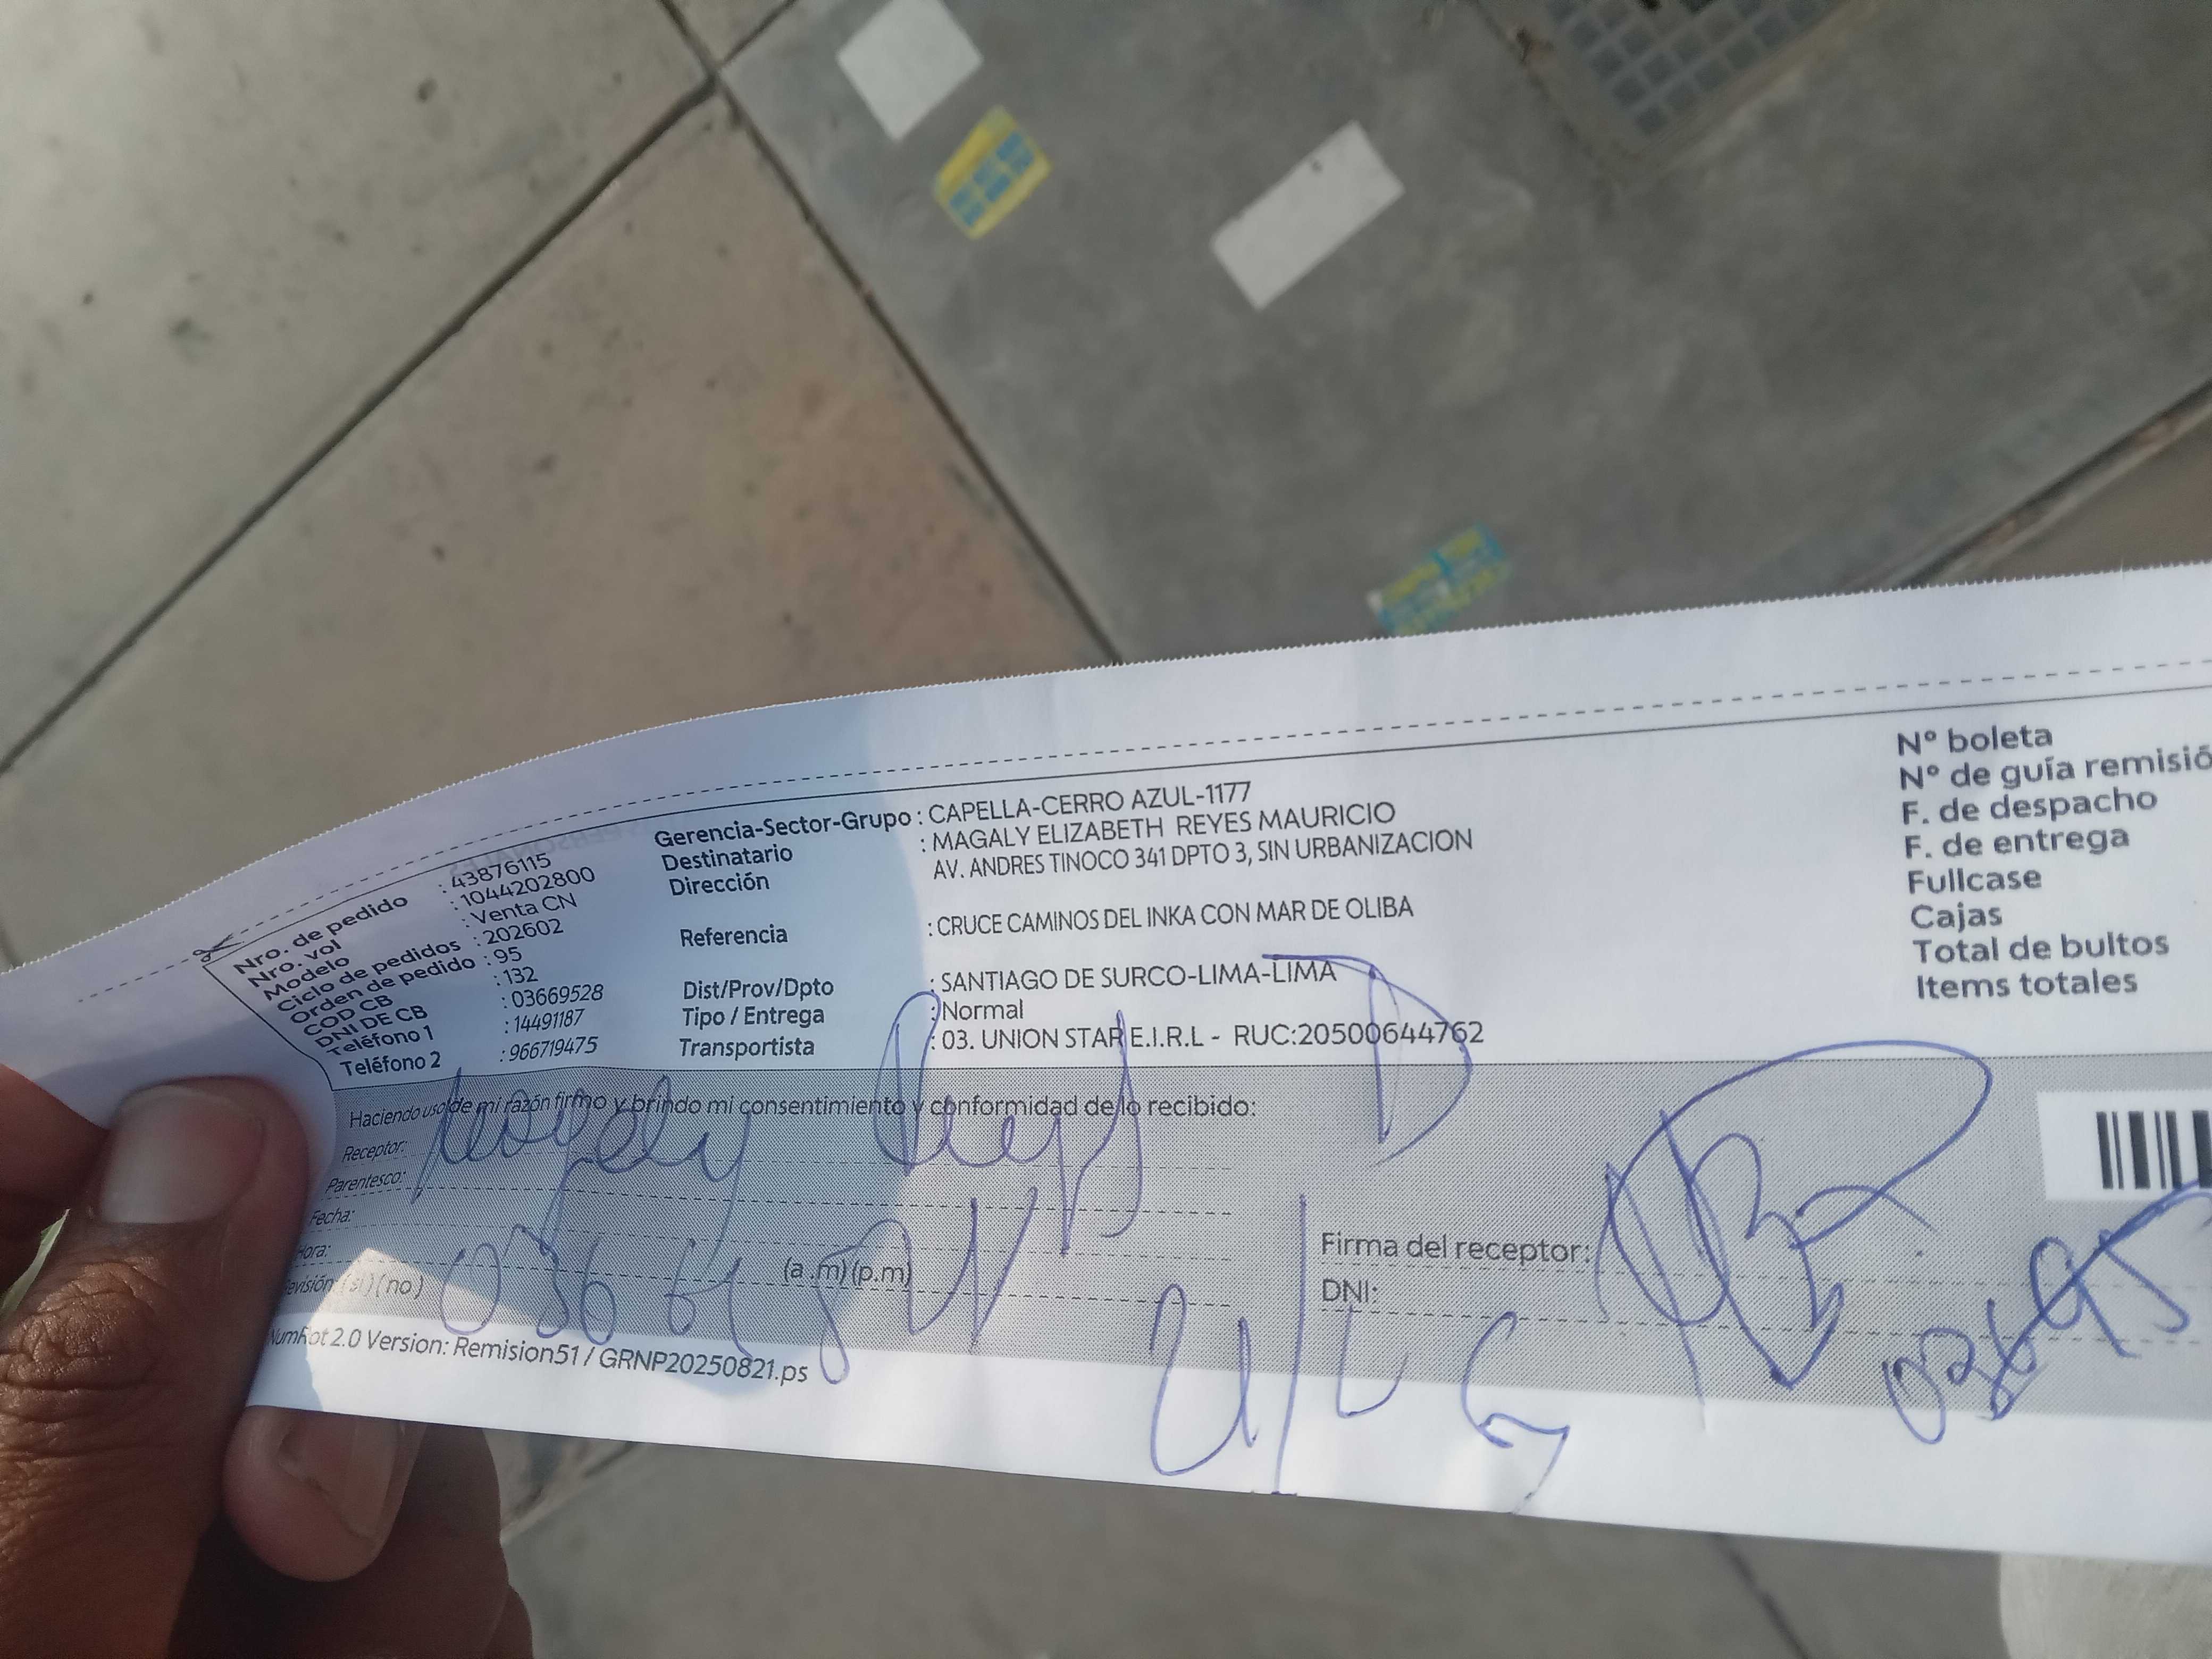 Nro. de pedido : 43876115
Nro. vol : 1044202800
Modelo : Venta CN
Ciclo de pedidos : 202602
Orden de pedido : 95
COD CB : 132
DNI DE CB : 03669528
Teléfono 1 : 14491187
Teléfono 2 : 966719475
Gerencia-Sector-Grupo : CAPELLA-CERRO AZUL-1177
Destinatario : MAGALY ELIZABETH REYES MAURICIO
Dirección AV. ANDRES TINOCO 341 DPTO 3, SIN URBANIZACION
Referencia : CRUCE CAMINOS DEL INKA CON MAR DE OLIBA
Dist/Prov/Dpto : SANTIAGO DE SURCO-LIMA-LIMA
Tipo / Entrega : Normal
Transportista : 03. UNION STAR E.I.R.L - RUC:20500644762
Nº boleta
Nº de guía remisió
F. de despacho
F. de entrega
Fullcase
Cajas
Total de bultos
Items totales
Haciendo uso de mi razón firmo y brindo mi consentimiento y conformidad de lo recibido:
Receptor: Magaly Reyes
Parentesco:
Fecha:
Hora: (a.m) (p.m)
evisión (si) (no)
Firma del receptor:
DNI:
NumRot 2.0 Version: Remision51 / GRNP20250821.ps